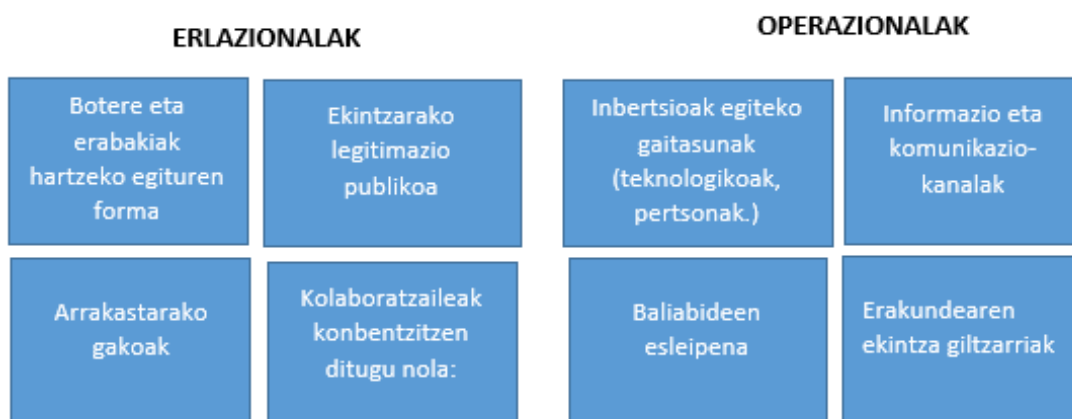 ERLAZIONALAK
Botere eta
erabakiak
hartzeko egituren
forma
Ekintzarako
legitimazio
publikoa
Arrakastarako
gakoak
Kolaboratzaileak
konbentzitzen
ditugu nola:
OPERAZIONALAK
Inbertsioak egiteko
gaitasunak
(teknologikoak,
pertsonak.)
Informazio eta
komunikazio-
kanalak
Baliabideen
esleipena
Erakundearen
ekintza giltzarriak